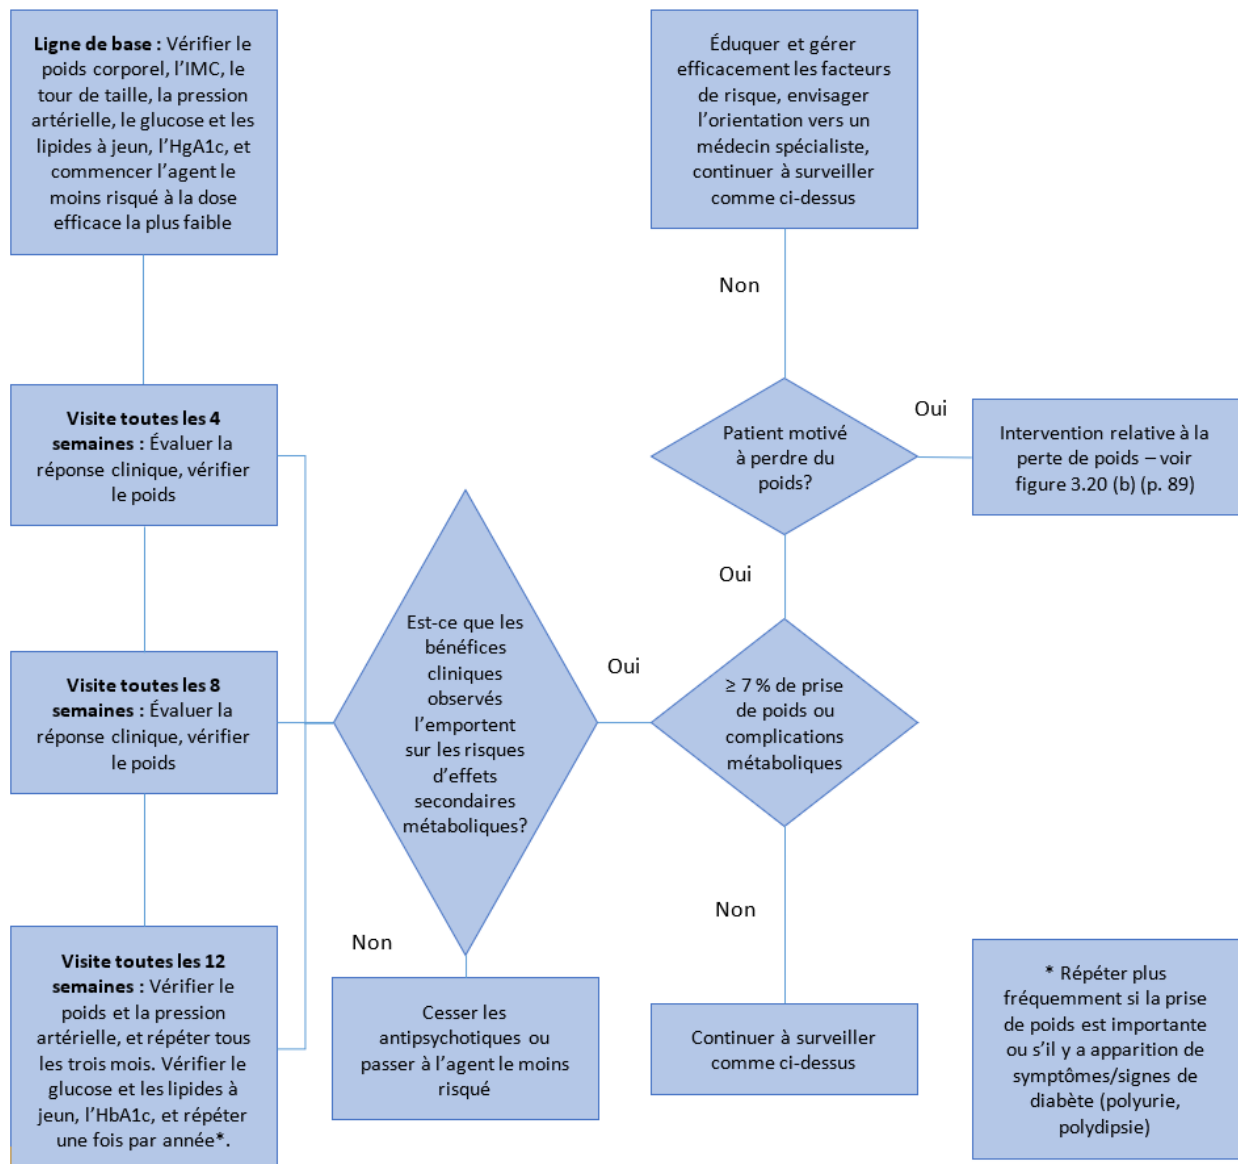 Ligne de base : Vérifier le
poids corporel, l’IMC, le
tour de taille, la pression
artérielle, le glucose et les
lipides à jeun, l’HgA1c, et
commencer l’agent le
moins risqué à la dose
efficace la plus faible
Visite toutes les 4
semaines : Évaluer la
réponse clinique, vérifier
le poids
Visite toutes les 8
semaines : Évaluer la
réponse clinique, vérifier
le poids
Visite toutes les 12
semaines : Vérifier le
poids et la pression
artérielle, et répéter tous
les trois mois. Vérifier le
glucose et les lipides à
jeun, l’HbA1c, et répéter
une fois par année*.
Est-ce que les
bénéfices
cliniques
observés
l’emportent
sur les risques
d’effets
secondaires
métaboliques?
Non
Cesser les
antipsychotiques ou
passer à l’agent le moins
risqué
Oui
≥ 7 % de prise
de poids ou
complications
métaboliques
Non
Continuer à surveiller
comme ci-dessus
Oui
Patient motivé
à perdre du
poids?
Non
Éduquer et gérer
efficacement les facteurs
de risque, envisager
l’orientation vers un
médecin spécialiste,
continuer à surveiller
comme ci-dessus
Oui
Intervention relative à la
perte de poids – voir
figure 3.20 (b) (p. 89)
* Répéter plus
fréquemment si la prise
de poids est importante
ou s’il y a apparition de
symptômes/signes de
diabète (polyurie,
polydipsie)